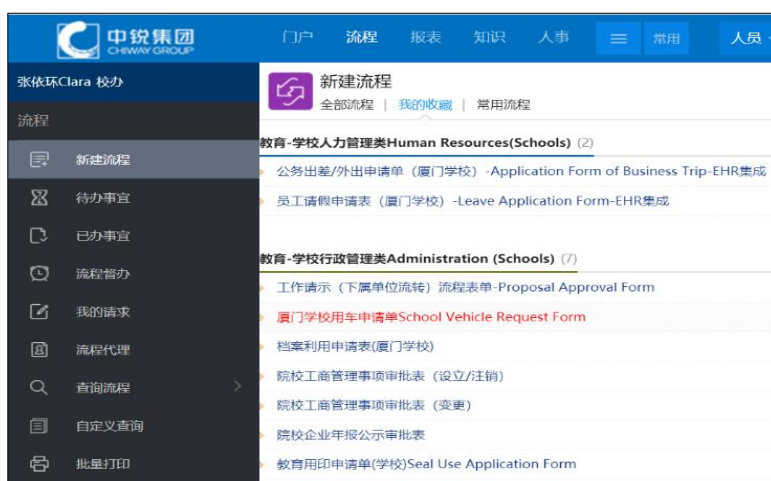 中锐集团
CHIWAY GROUP
门户 流程 报表 知识 人事 常用 人员
张依环Clara 校办
流程
新建流程
待办事宜
已办事宜
流程督办
我的请求
流程代理
查询流程
自定义查询
批量打印
新建流程
全部流程 | 我的收藏 | 常用流程
教育-学校人力管理类Human Resources(Schools) (2)
公务出差/外出申请单（厦门学校）-Application Form of Business Trip-EHR集成
员工请假申请表（厦门学校）-Leave Application Form-EHR集成
教育-学校行政管理类Administration (Schools) (7)
工作请示（下属单位流转）流程表单-Proposal Approval Form
厦门学校用车申请单School Vehicle Request Form
档案利用申请表(厦门学校)
院校工商管理事项审批表（设立/注销）
院校工商管理事项审批表（变更）
院校企业年报公示审批表
教育用印申请单(学校)Seal Use Application Form